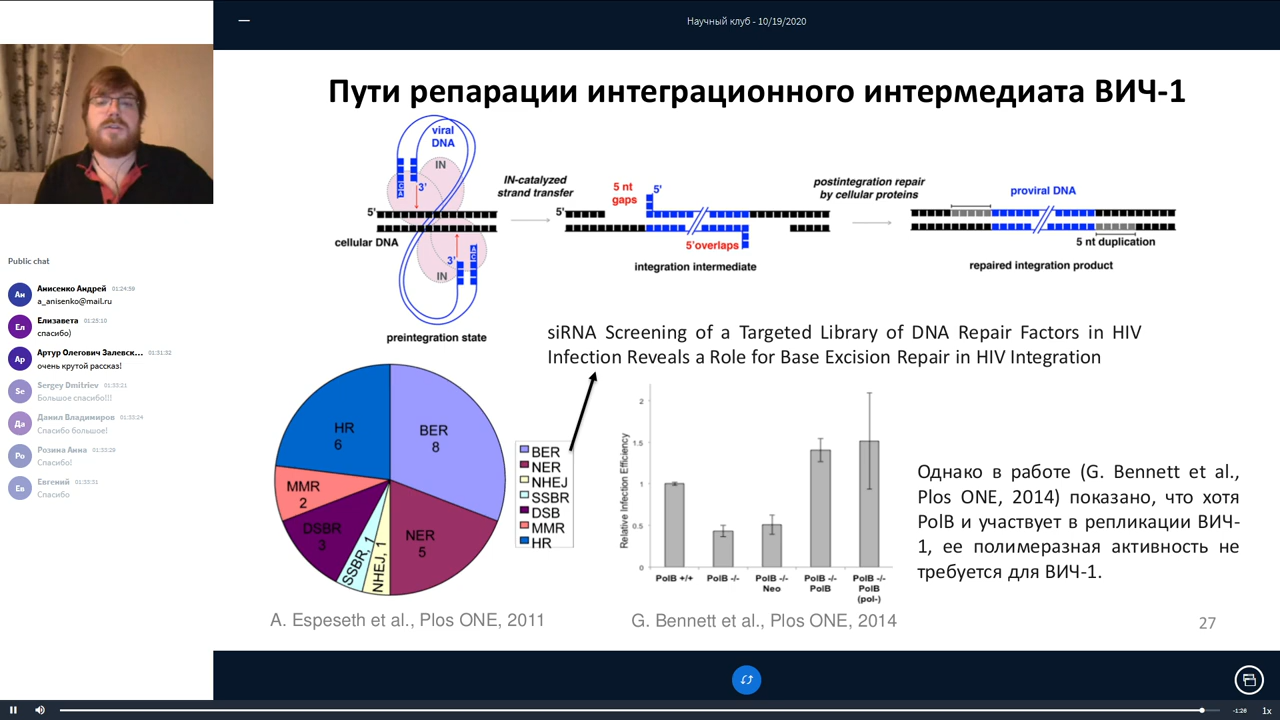 Научный клуб - 10/19/2020
Пути репарации интеграционного интермедиата ВИЧ-1
viral
DNA
IN
3'
5'
cellular DNA
3'
IN
preintegration state
IN-catalyzed
strand transfer
5 nt
gaps
5'
5'
5'overlaps
integration intermediate
postintegration repair
by cellular proteins
proviral DNA
5 nt duplication
repaired integration product
Public chat
Ан
Анисенко Андрей 01:24:59
a_anisenko@mail.ru
Ел
Елизавета 01:25:10
спасибо)
Ар
Артур Олегович Залевск... 01:31:32
очень крутой рассказ!
Se
Sergey Dmitriev 01:33:21
Большое спасибо!!!
Да
Данил Владимиров 01:33:24
Спасибо большое!
Ро
Розина Анна 01:33:28
Спасибо!
Ев
Евгений 01:33:31
Спасибо
siRNA Screening of a Targeted Library of DNA Repair Factors in HIV
Infection Reveals a Role for Base Excision Repair in HIV Integration
HR
6
BER
8
MMR
2
DSBR
3
SSBR, 1
NHEJ, 1
NER
5
BER
NER
NHEJ
SSBR
DSB
MMR
HR
Relative Infection Efficiency
2
1.5
1
0.5
0
PolB +/+
PolB -/-
PolB -/-
Neo
PolB -/-
PolB
PolB -/-
PolB
(pol-)
Однако в работе (G. Bennett et al.,
Plos ONE, 2014) показано, что хотя
PolB и участвует в репликации ВИЧ-
1, ее полимеразная активность не
требуется для ВИЧ-1.
A. Espeseth et al., Plos ONE, 2011
G. Bennett et al., Plos ONE, 2014
27
-1:26
1x